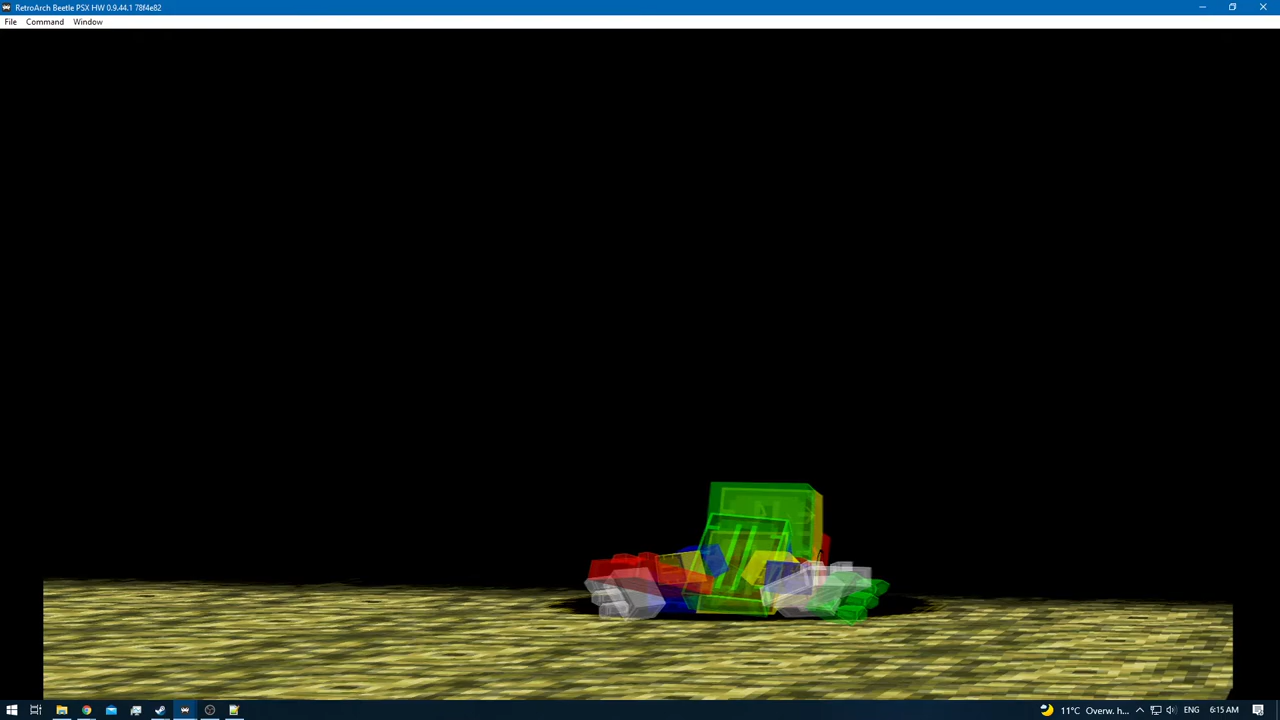 RetroArch Beetle PSX HW 0.9.44.1 78f4e82
File Command Window
11°C Overw. h... ENG 6:15 AM